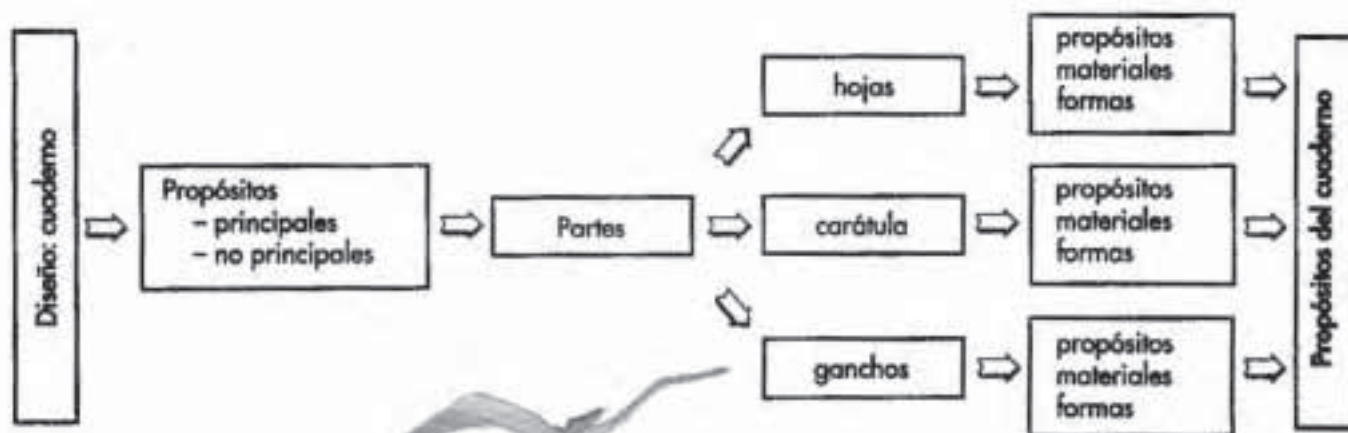 Diseño: cuaderno
Propósitos
– principales
– no principales
Partes
hojas
propósitos
materiales
formas
carátula
propósitos
materiales
formas
ganchos
propósitos
materiales
formas
Propósitos del cuaderno